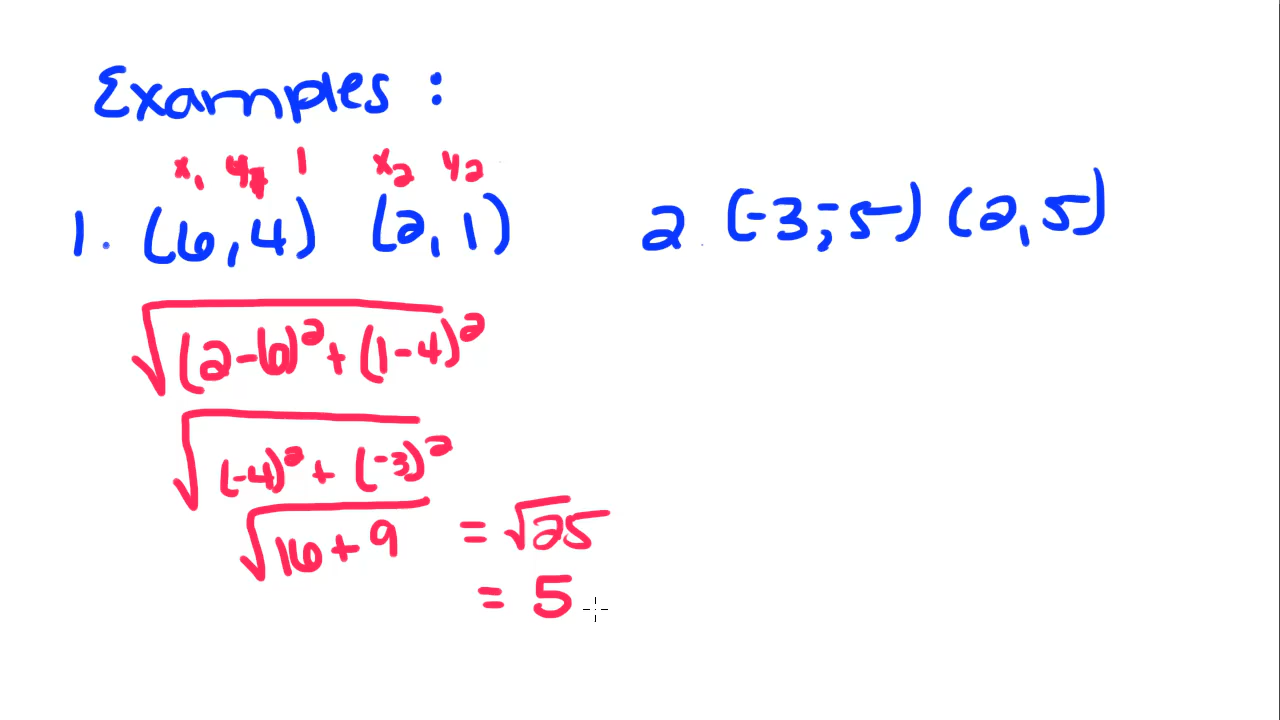 Examples :
x₁ y₁ 1 x₂ y₂
1. (6,4) (2,1)
√(2-6)² + (1-4)²
√(-4)² + (-3)²
√16+9 = √25
= 5
2. (-3,-5) (2,5)